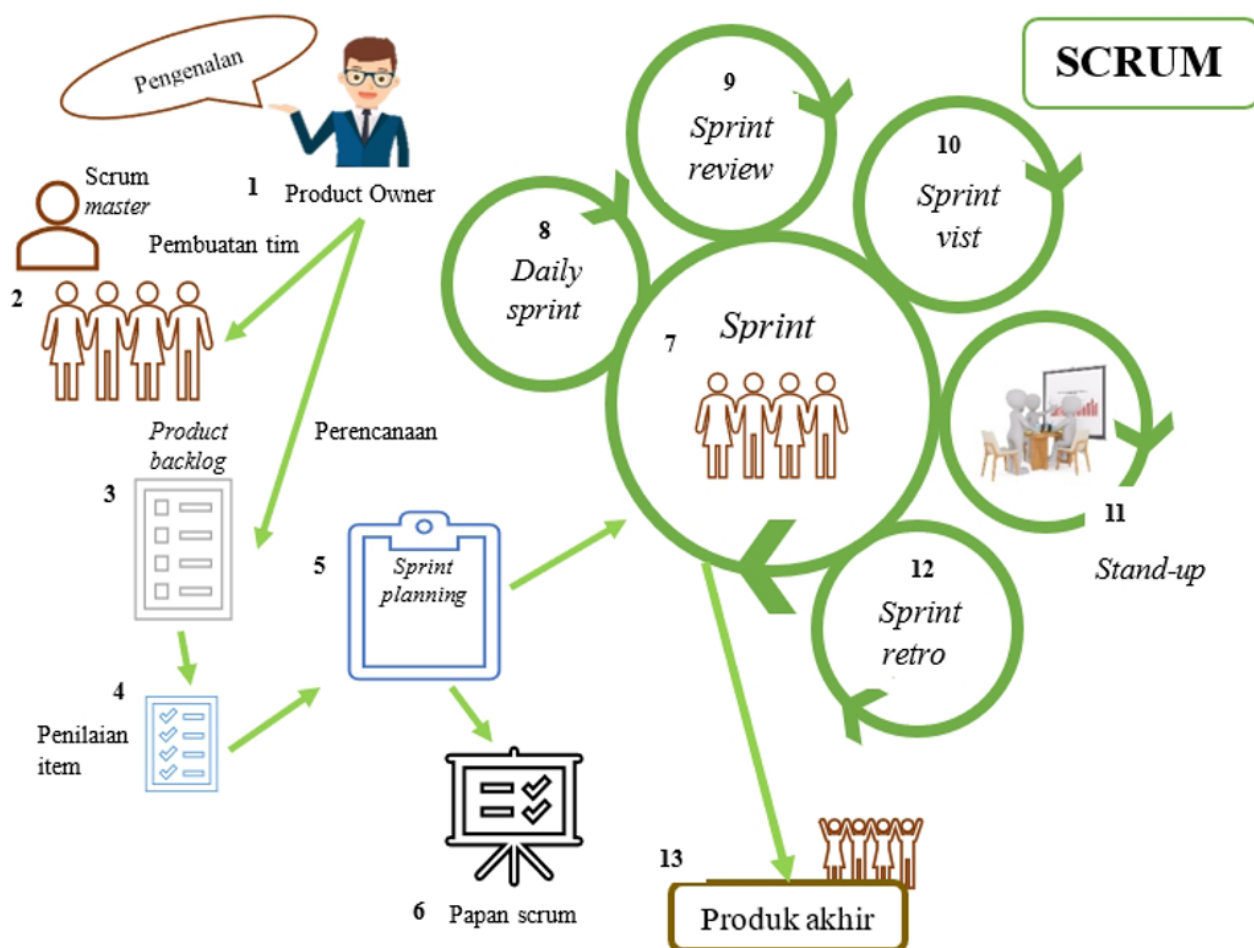 SCRUM
Pengenalan
1
Product Owner
Scrum
master
Pembuatan tim
2
Perencanaan
Product
backlog
3
4
Penilaian
item
5
Sprint
planning
6
Papan scrum
7
Sprint
8
Daily
sprint
9
Sprint
review
10
Sprint
vist
11
Stand-up
12
Sprint
retro
13
Produk akhir